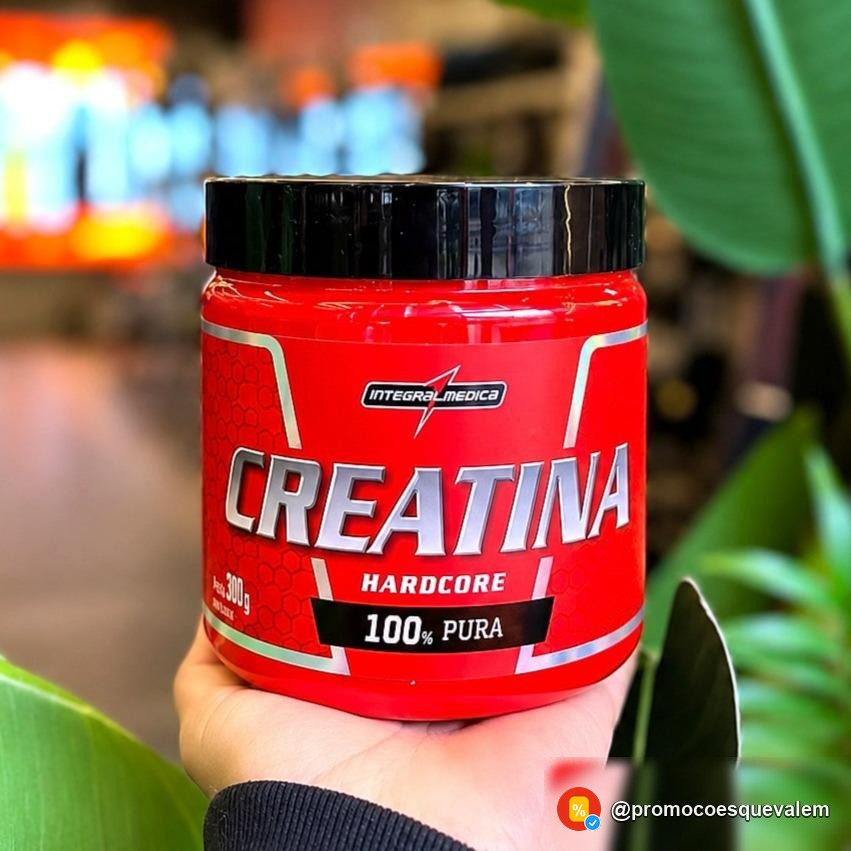 INTEGRALMEDICA
CREATINA
HARDCORE
300g
100% PURA
@promocoesquevalem